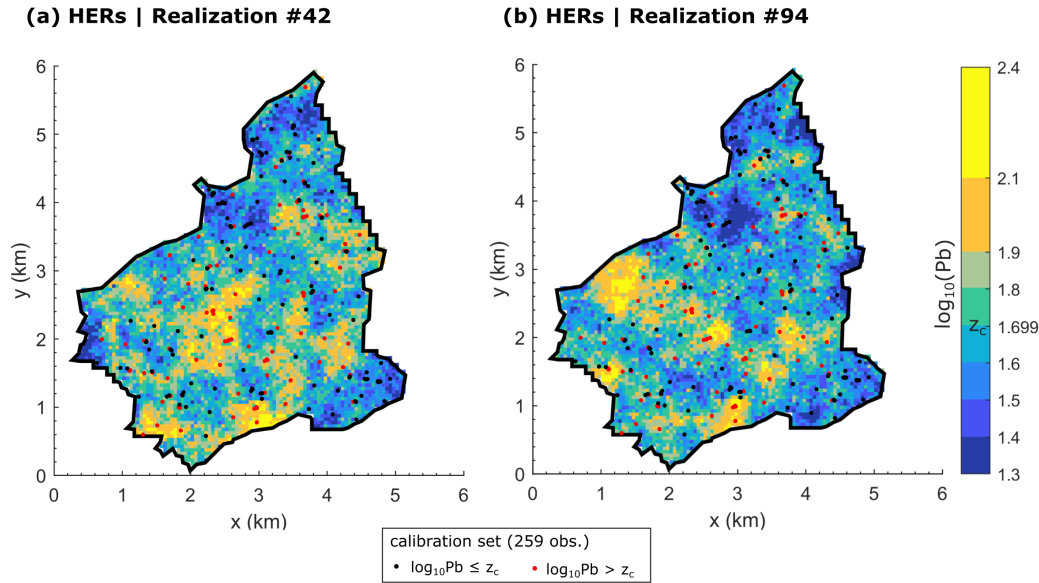 (a) HERs | Realization #42
(b) HERs | Realization #94
6
5
4
3
2
1
0
y (km)
0 1 2 3 4 5 6
x (km)
6
5
4
3
2
1
0
y (km)
0 1 2 3 4 5 6
x (km)
log₁₀(Pb)
2.4
2.1
1.9
1.8
z꜀ 1.699
1.6
1.5
1.4
1.3
calibration set (259 obs.)
log₁₀Pb ≤ z꜀ log₁₀Pb > z꜀